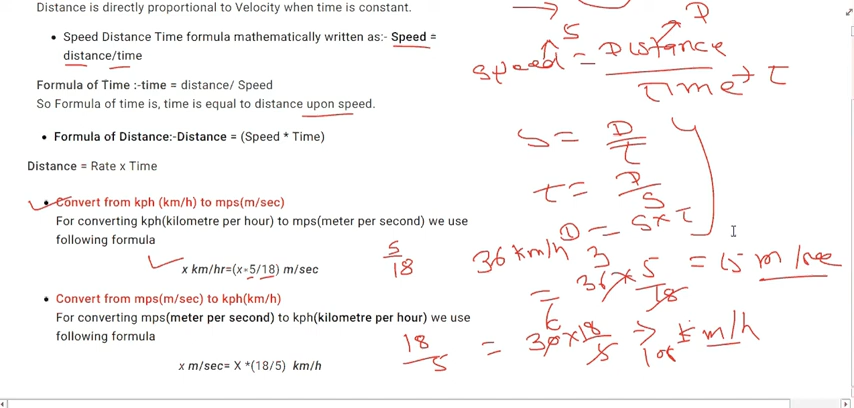 Distance is directly proportional to Velocity when time is constant.
• Speed Distance Time formula mathematically written as:- Speed =
distance/time
Formula of Time :-time = distance/ Speed
So Formula of time is, time is equal to distance upon speed.
• Formula of Distance:-Distance = (Speed * Time)
Distance = Rate x Time
• Convert from kph (km/h) to mps(m/sec)
For converting kph(kilometre per hour) to mps(meter per second) we use
following formula
x km/hr=(x*5/18) m/sec
5/18
• Convert from mps(m/sec) to kph(km/h)
For converting mps(meter per second) to kph(kilometre per hour) we use
following formula
x m/sec= X *(18/5) km/h
18/5
S D
Speed = Distance/Time → T
S = D/T
T = D/S
D = S × T
36 km/h 3
= 36 × 5/18 = 15 m/sec
6
= 30 × 18/5 → 108 km/h